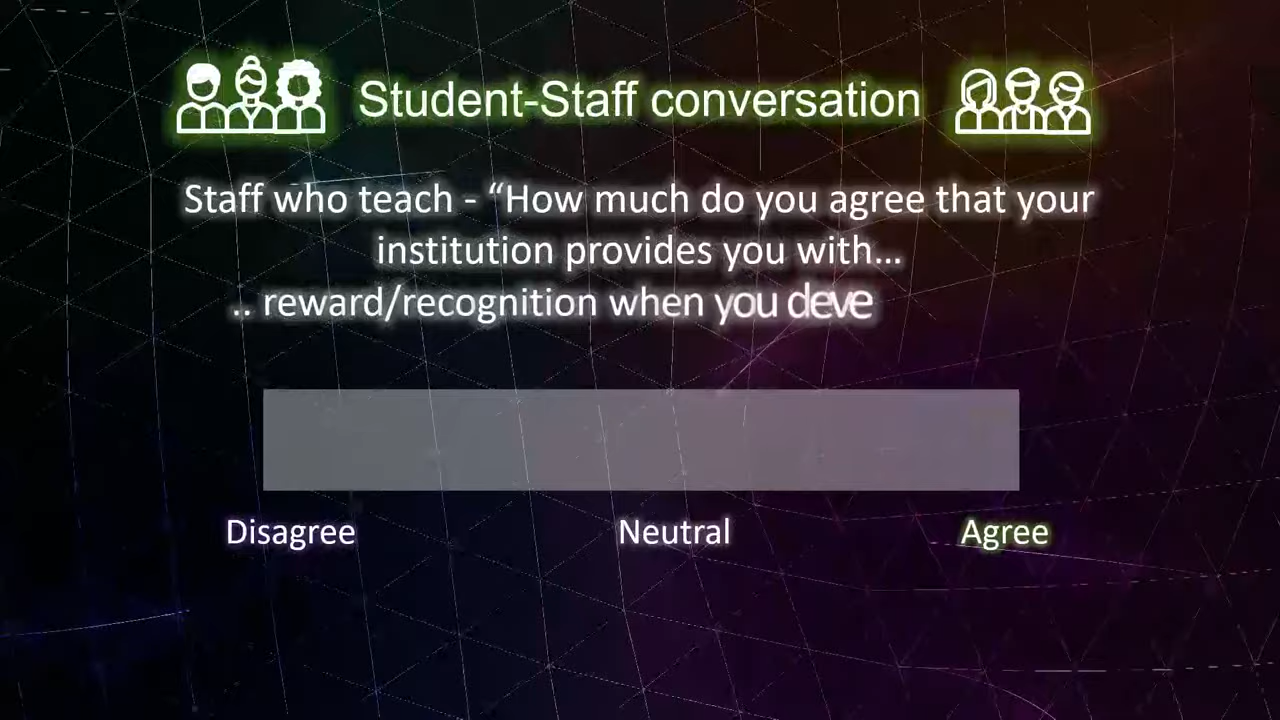 Student-Staff conversation
Staff who teach - “How much do you agree that your
institution provides you with...
.. reward/recognition when you deve
Disagree
Neutral
Agree